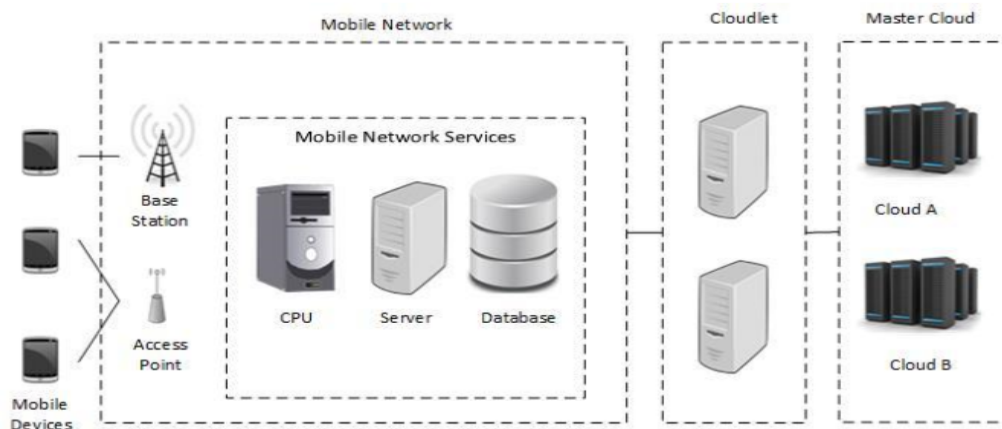 Mobile Network
Cloudlet
Master Cloud
Mobile Network Services
Base
Station
Cloud A
CPU
Server
Database
Access
Point
Cloud B
Mobile
Devices